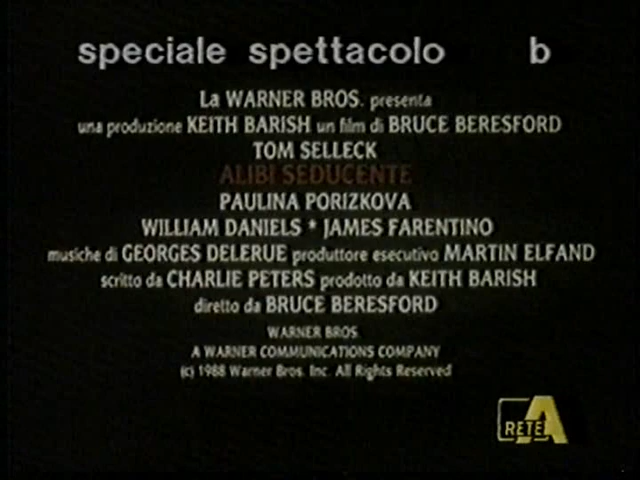 speciale spettacolo b
La WARNER BROS. presenta
una produzione KEITH BARISH un film di BRUCE BERESFORD
TOM SELLECK
ALIBI SEDUCENTE
PAULINA PORIZKOVA
WILLIAM DANIELS * JAMES FARENTINO
musiche di GEORGES DELERUE produttore esecutivo MARTIN ELFAND
scritto da CHARLIE PETERS prodotto da KEITH BARISH
diretto da BRUCE BERESFORD
WARNER BROS.
A WARNER COMMUNICATIONS COMPANY
(c) 1988 Warner Bros. Inc. All Rights Reserved
RETE A